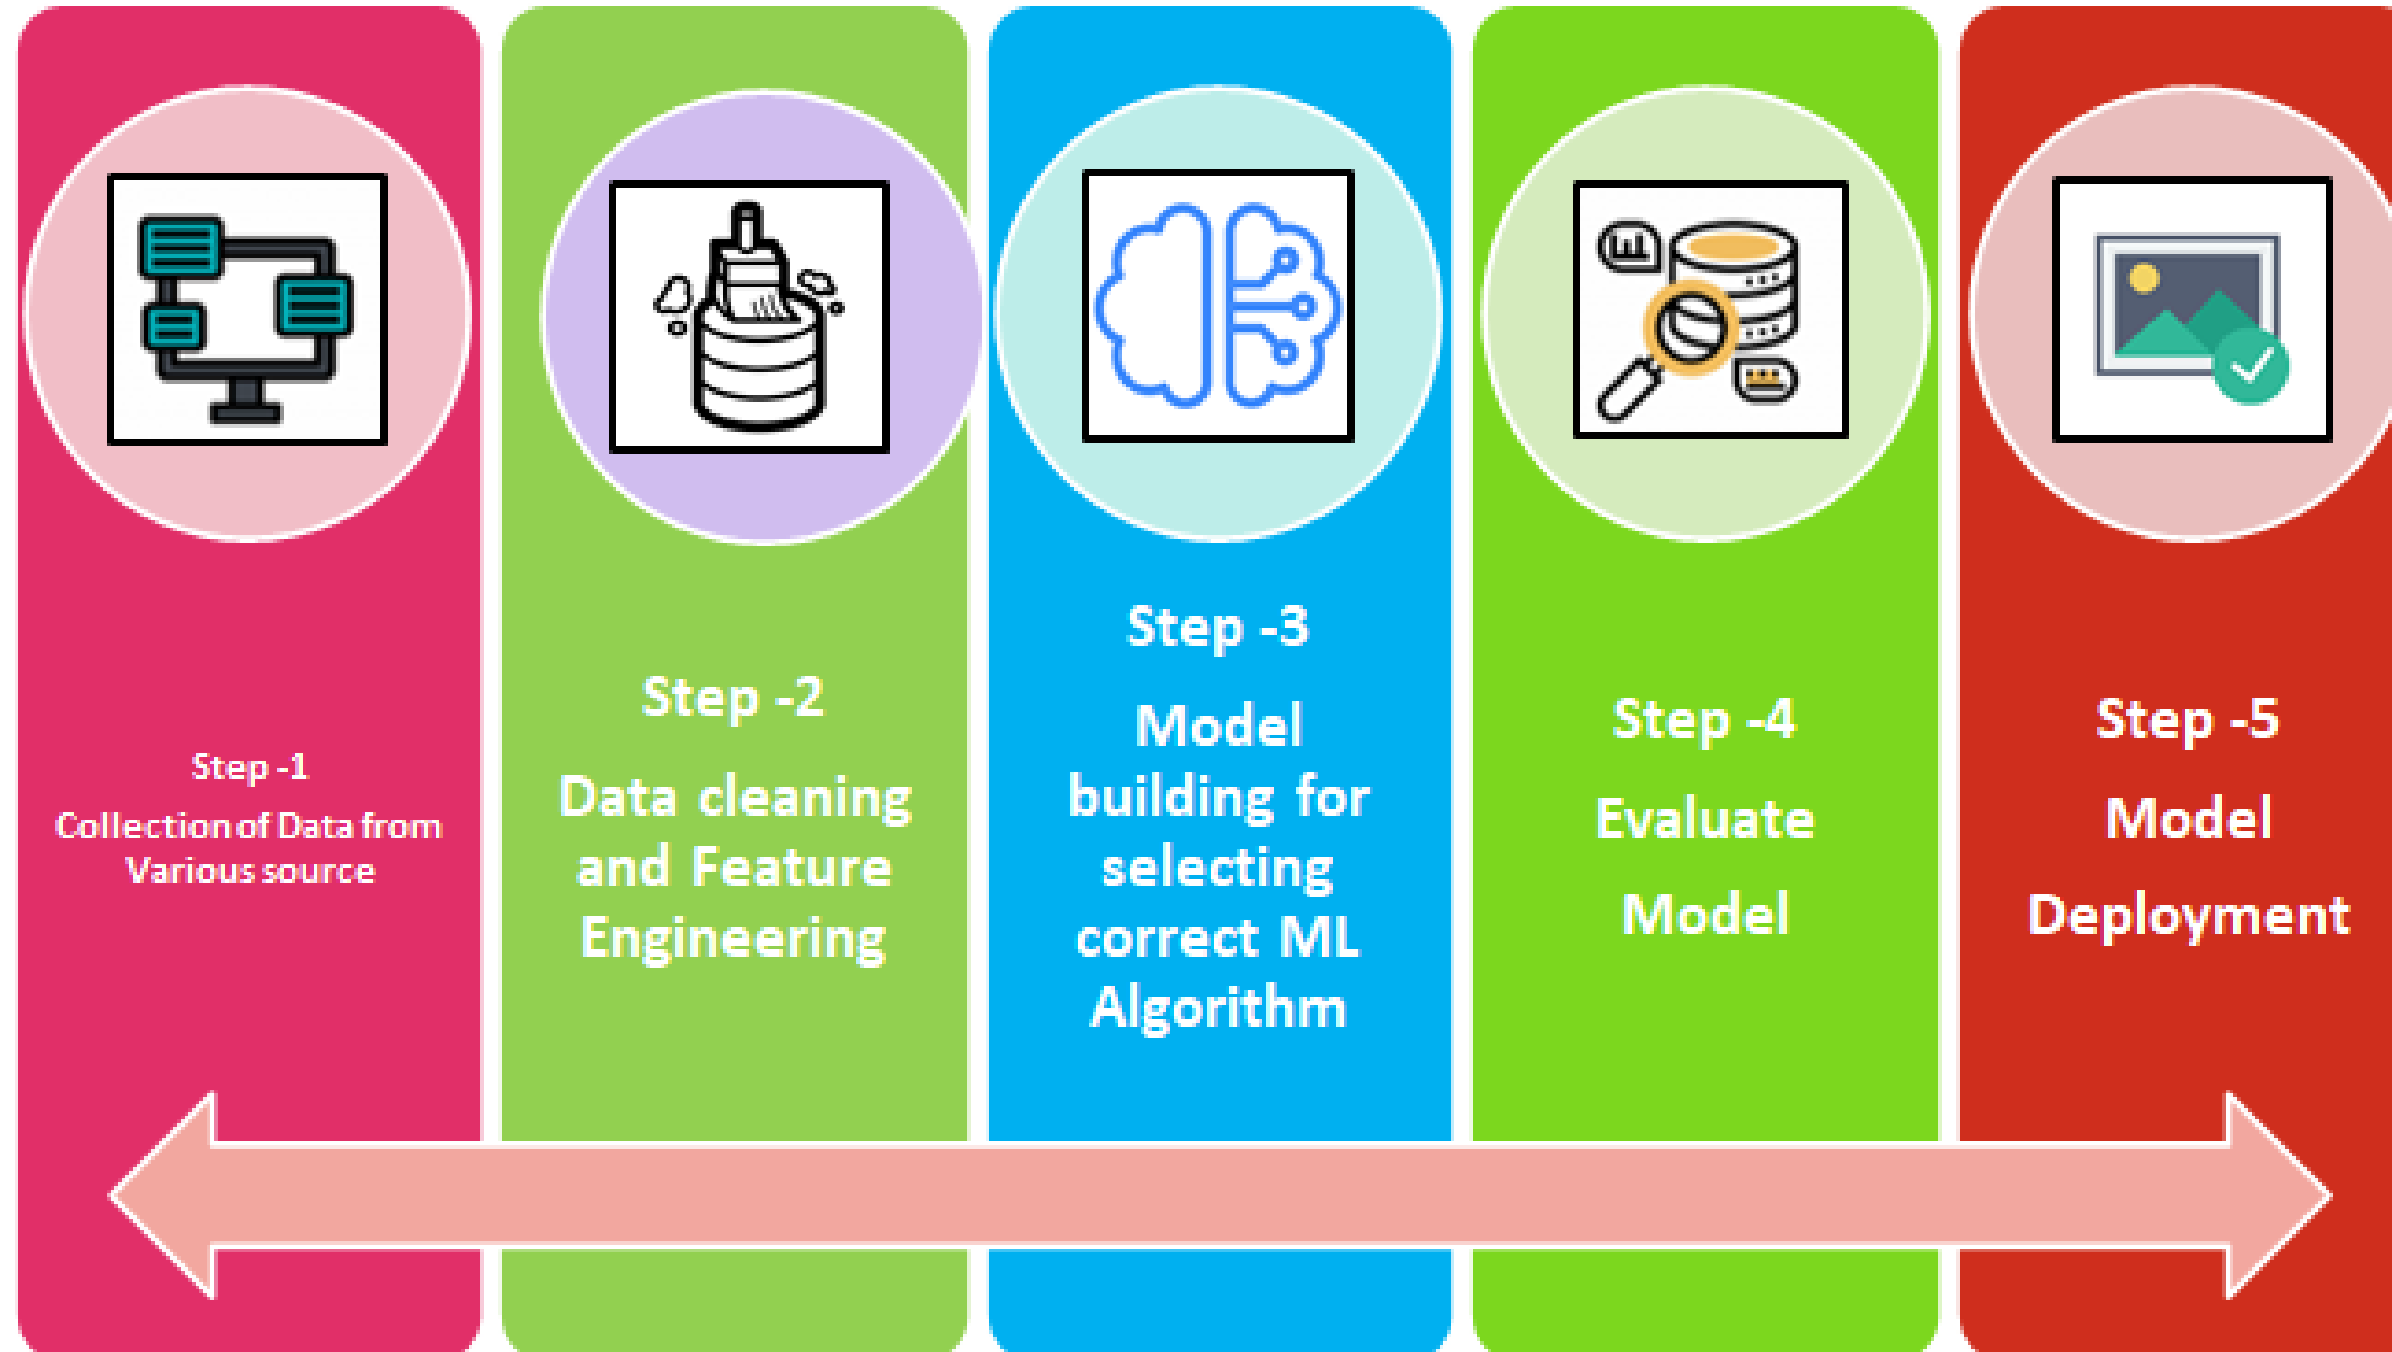 Step -1
Collection of Data from
Various source
Step -2
Data cleaning
and Feature
Engineering
Step -3
Model
building for
selecting
correct ML
Algorithm
Step -4
Evaluate
Model
Step -5
Model
Deployment